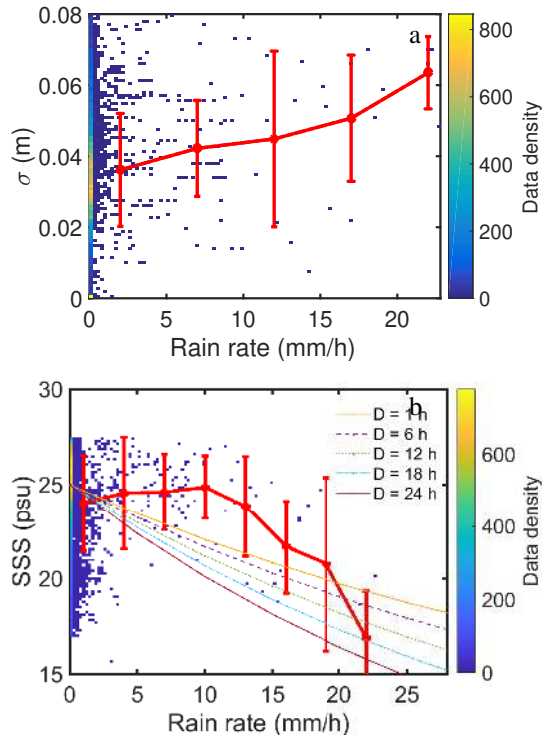 0.08
0.06
0.04
0.02
0
σ (m)
a
0 5 10 15 20
Rain rate (mm/h)
800
600
400
200
0
Data density
30
25
20
15
SSS (psu)
b
D = 1 h
D = 6 h
D = 12 h
D = 18 h
D = 24 h
0 5 10 15 20 25
Rain rate (mm/h)
600
400
200
0
Data density